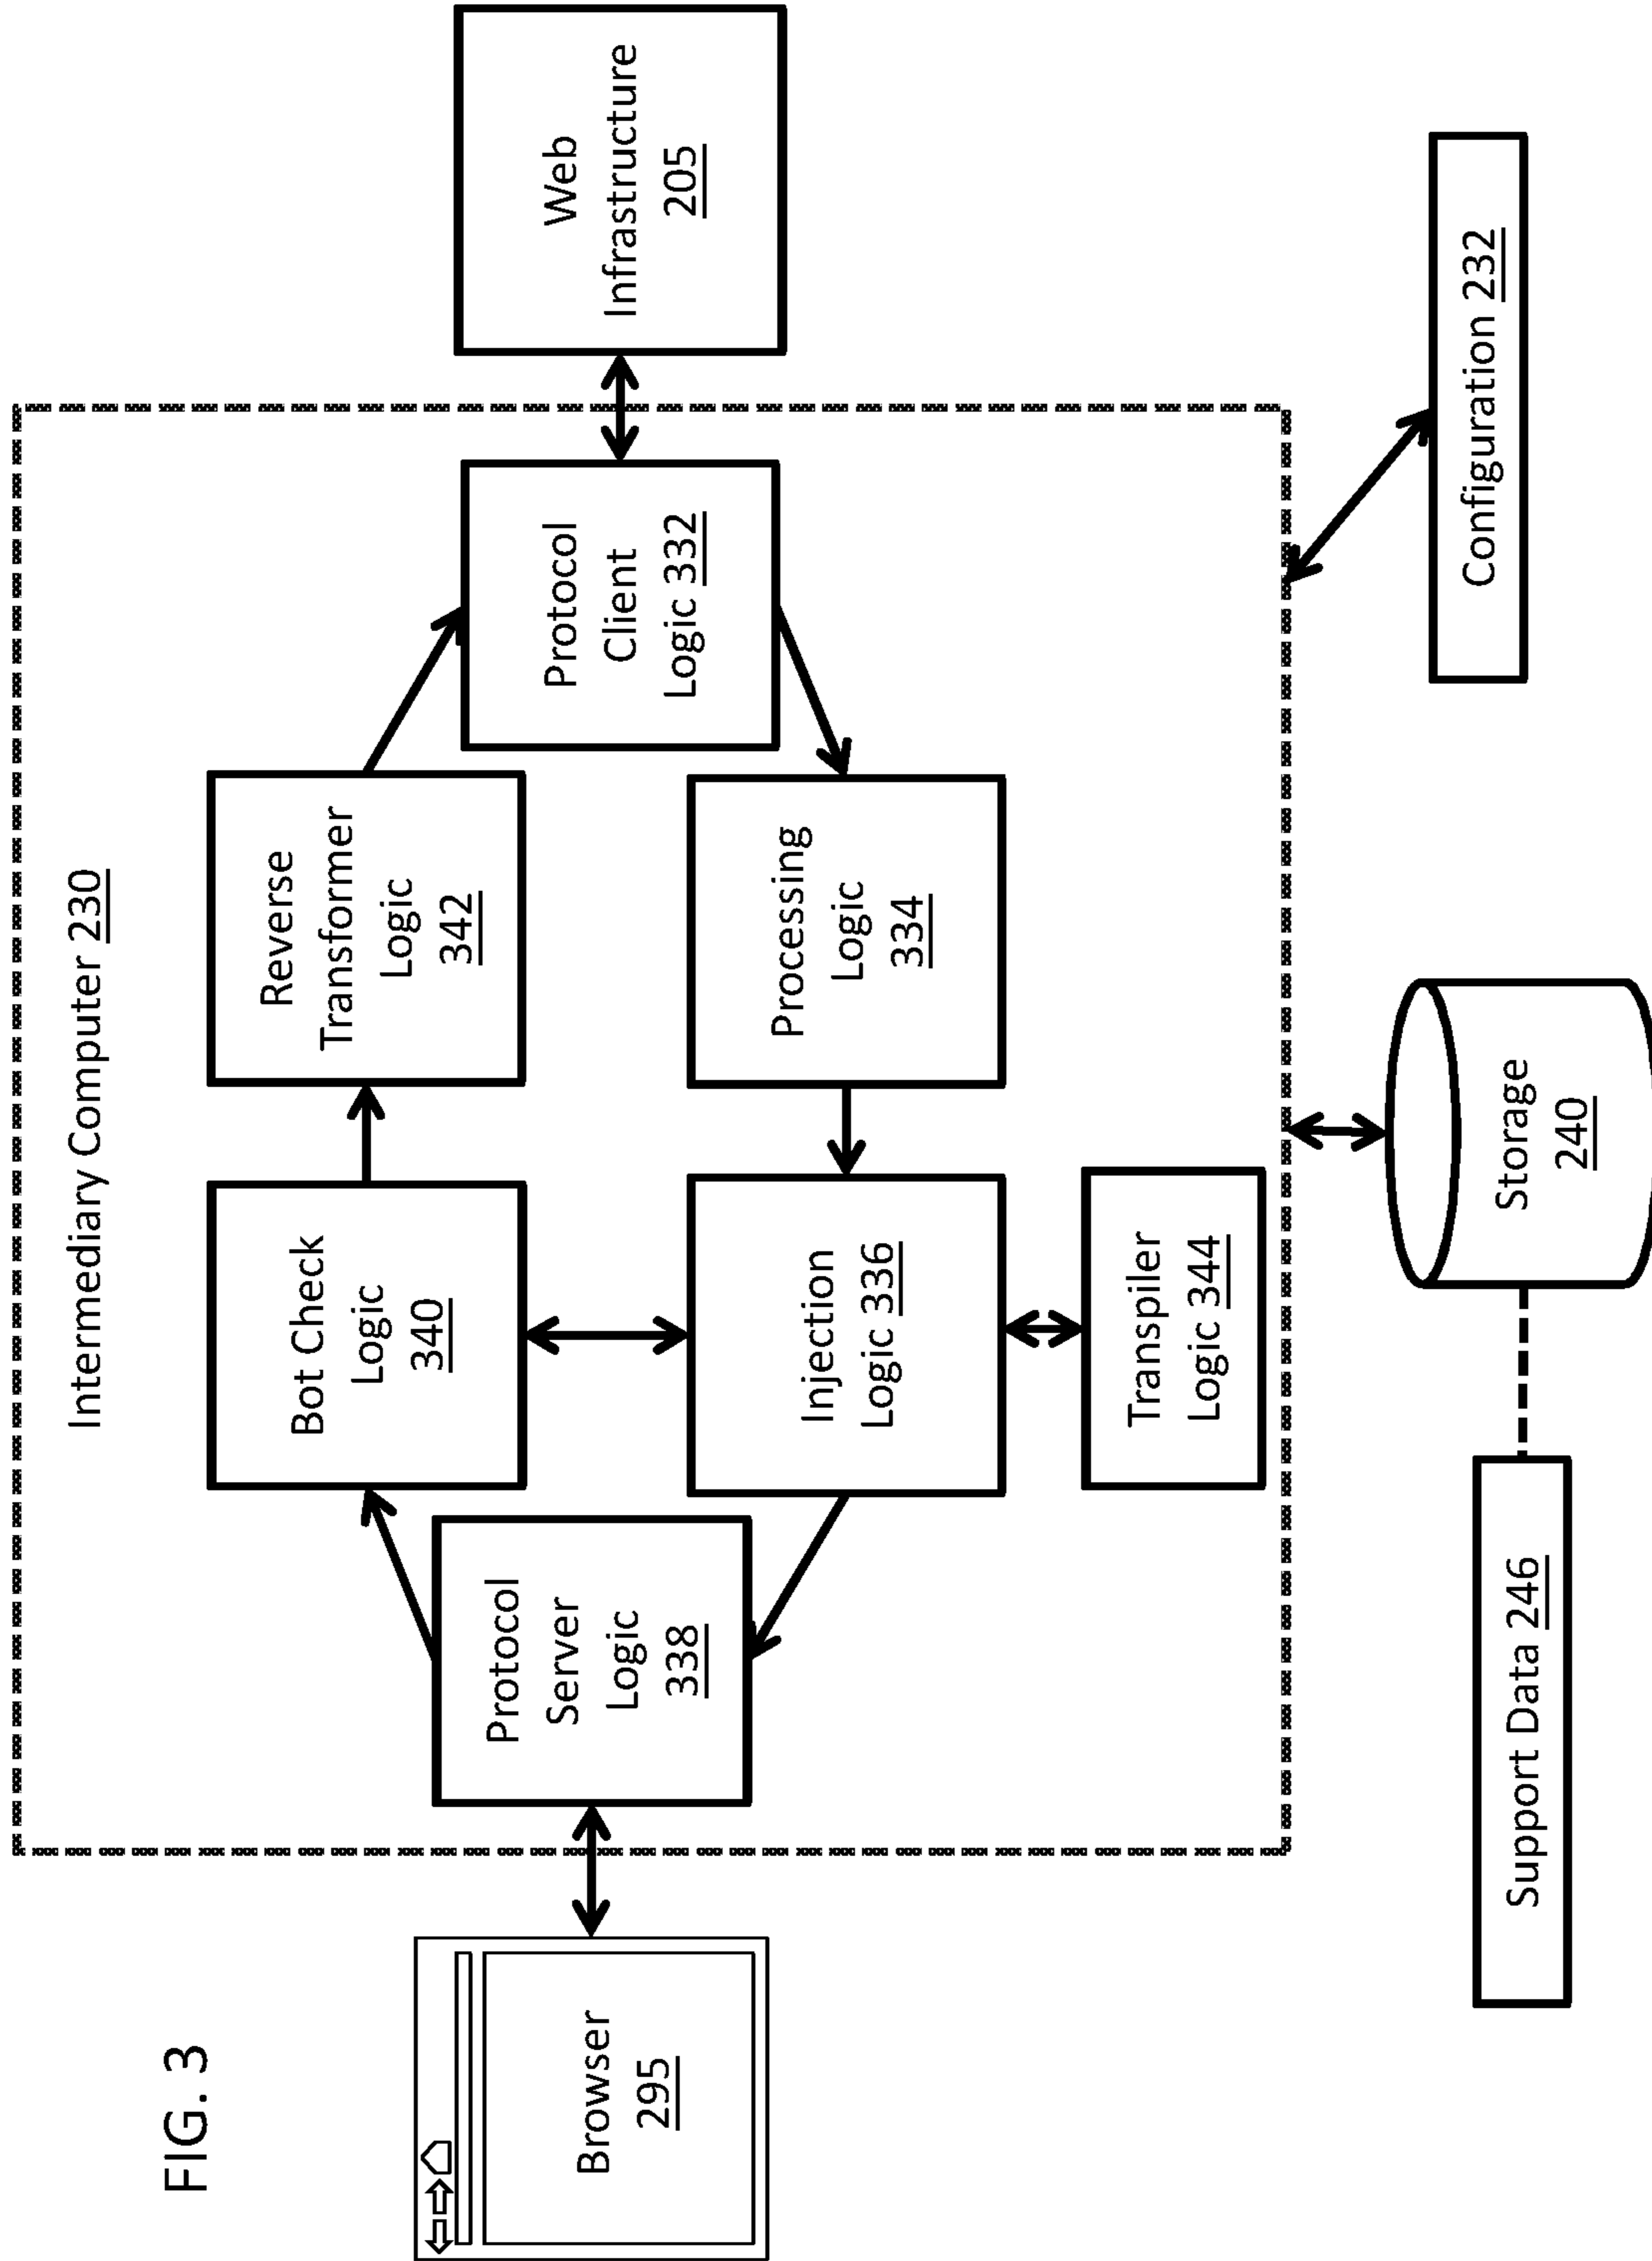 FIG. 3
Intermediary Computer 230
Browser
295
Protocol
Server
Logic
338
Bot Check
Logic
340
Reverse
Transformer
Logic
342
Protocol
Client
Logic 332
Web
Infrastructure
205
Injection
Logic 336
Processing
Logic
334
Transpiler
Logic 344
Support Data 246
Storage
240
Configuration 232